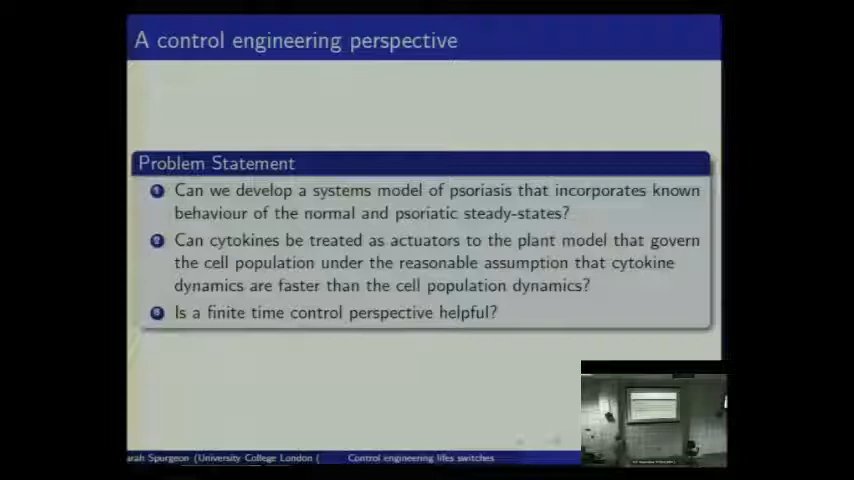 A control engineering perspective
Problem Statement
1 Can we develop a systems model of psoriasis that incorporates known
behaviour of the normal and psoriatic steady-states?
2 Can cytokines be treated as actuators to the plant model that govern
the cell population under the reasonable assumption that cytokine
dynamics are faster than the cell population dynamics?
3 Is a finite time control perspective helpful?
arah Spurgeon (University College London ( Control engineering lifes switches